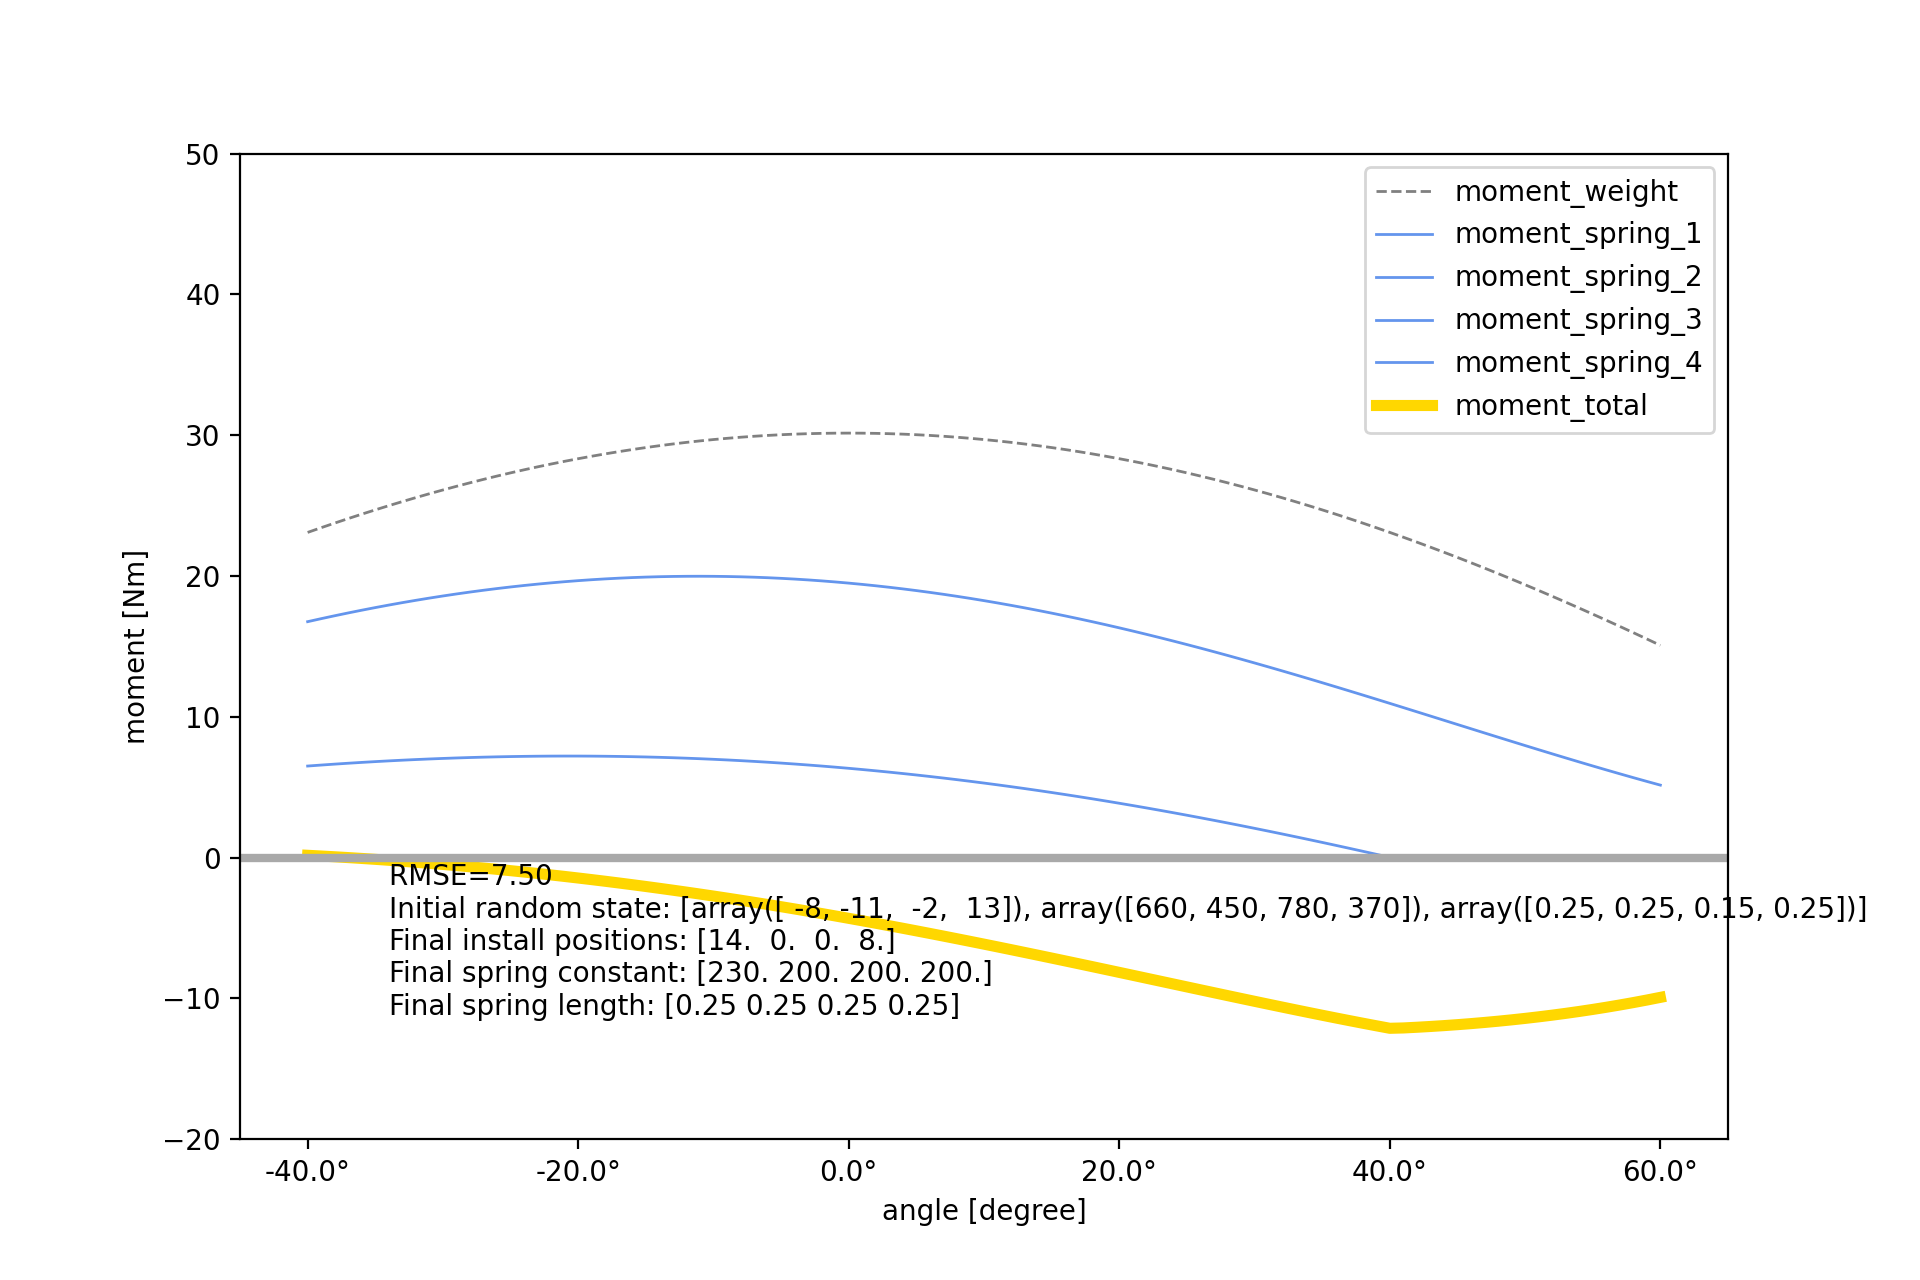 50
40
30
20
10
0
−10
−20
moment [Nm]
moment_weight
moment_spring_1
moment_spring_2
moment_spring_3
moment_spring_4
moment_total
RMSE=7.50
Initial random state: [array([ -8, -11,  -2,  13]), array([660, 450, 780, 370]), array([0.25, 0.25, 0.15, 0.25])]
Final install positions: [14.  0.  0.  8.]
Final spring constant: [230. 200. 200. 200.]
Final spring length: [0.25 0.25 0.25 0.25]
-40.0° -20.0° 0.0° 20.0° 40.0° 60.0°
angle [degree]